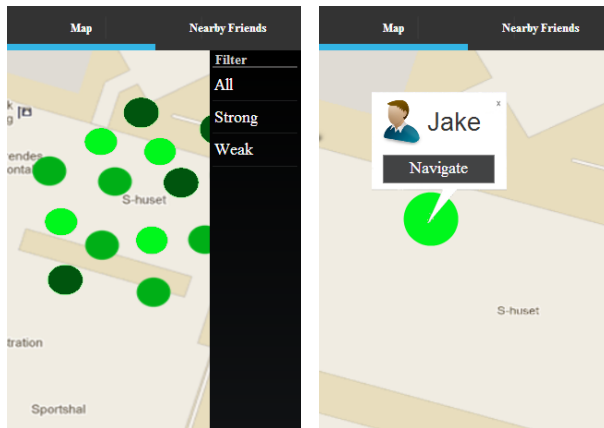 Map Nearby Friends
Filter
All
Strong
Weak
S-huset
Sportshal
Map Nearby Friends
x
Jake
Navigate
S-huset